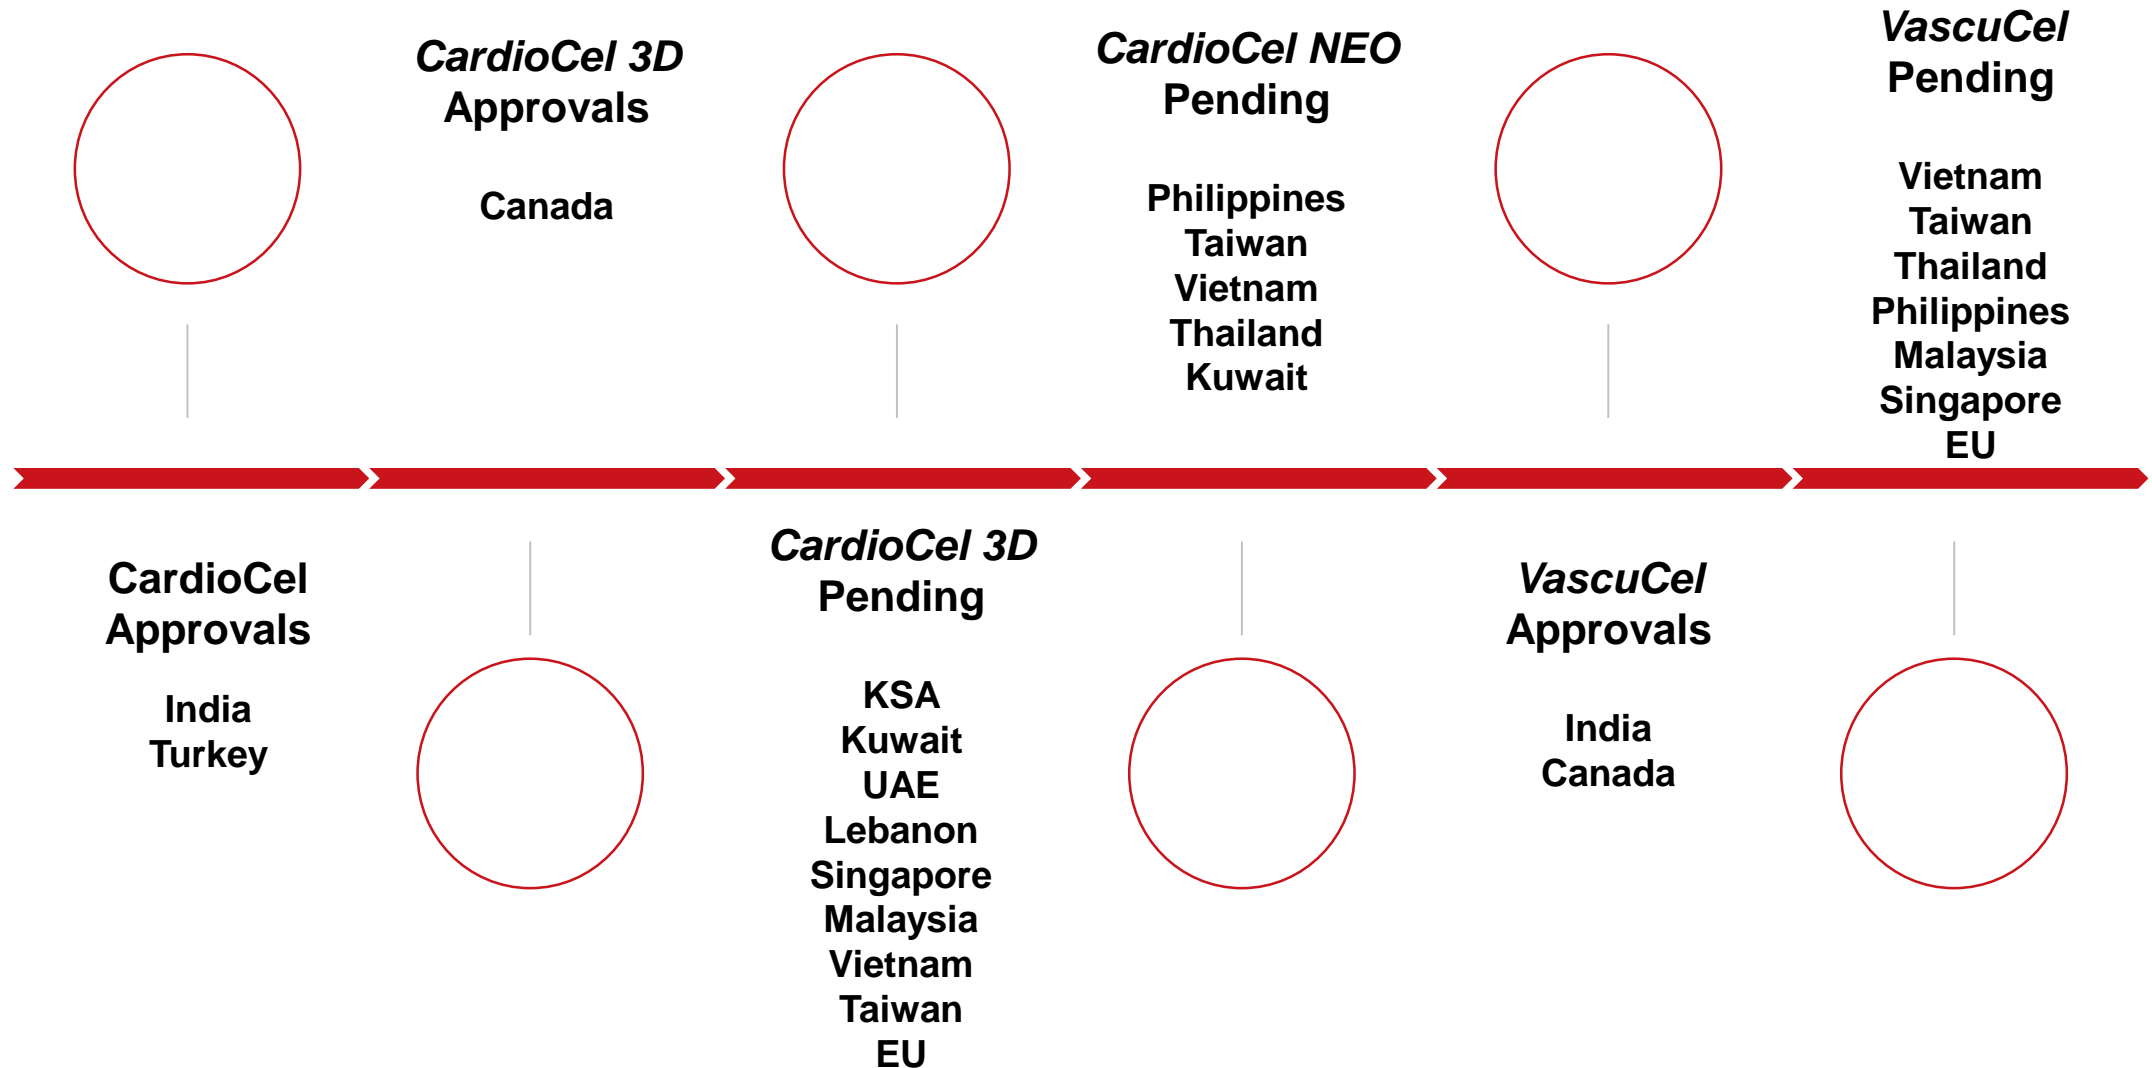 CardioCel 3D
Approvals
Canada
CardioCel NEO
Pending
Philippines
Taiwan
Vietnam
Thailand
Kuwait
VascuCel
Pending
Vietnam
Taiwan
Thailand
Philippines
Malaysia
Singapore
EU
CardioCel
Approvals
India
Turkey
CardioCel 3D
Pending
KSA
Kuwait
UAE
Lebanon
Singapore
Malaysia
Vietnam
Taiwan
EU
VascuCel
Approvals
India
Canada